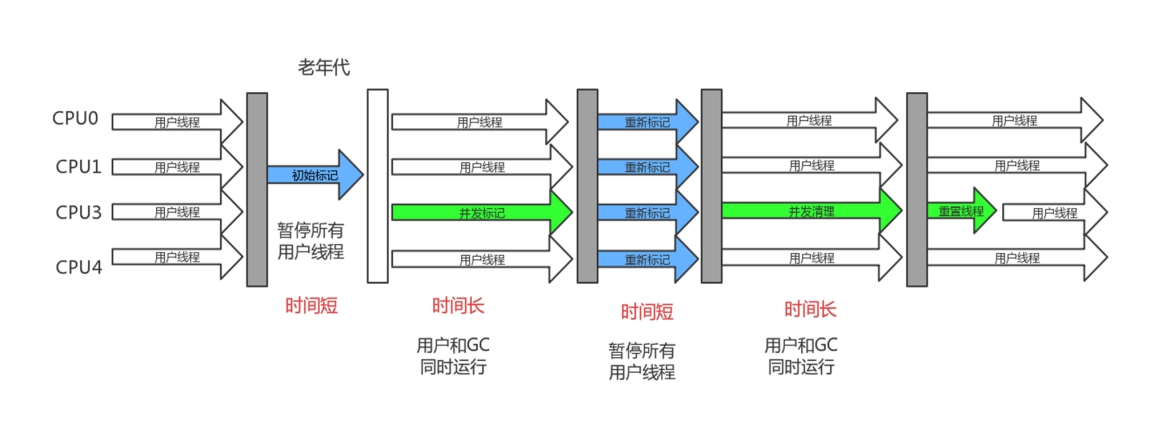 老年代
CPU0
用户线程
用户线程
重新标记
用户线程
用户线程
CPU1
用户线程
初始标记
用户线程
重新标记
用户线程
用户线程
CPU3
用户线程
并发标记
重新标记
并发清理
重置线程
用户线程
CPU4
用户线程
用户线程
重新标记
用户线程
用户线程
暂停所有
用户线程
时间短
时间长
时间短
时间长
用户和GC
同时运行
暂停所有
用户线程
用户和GC
同时运行